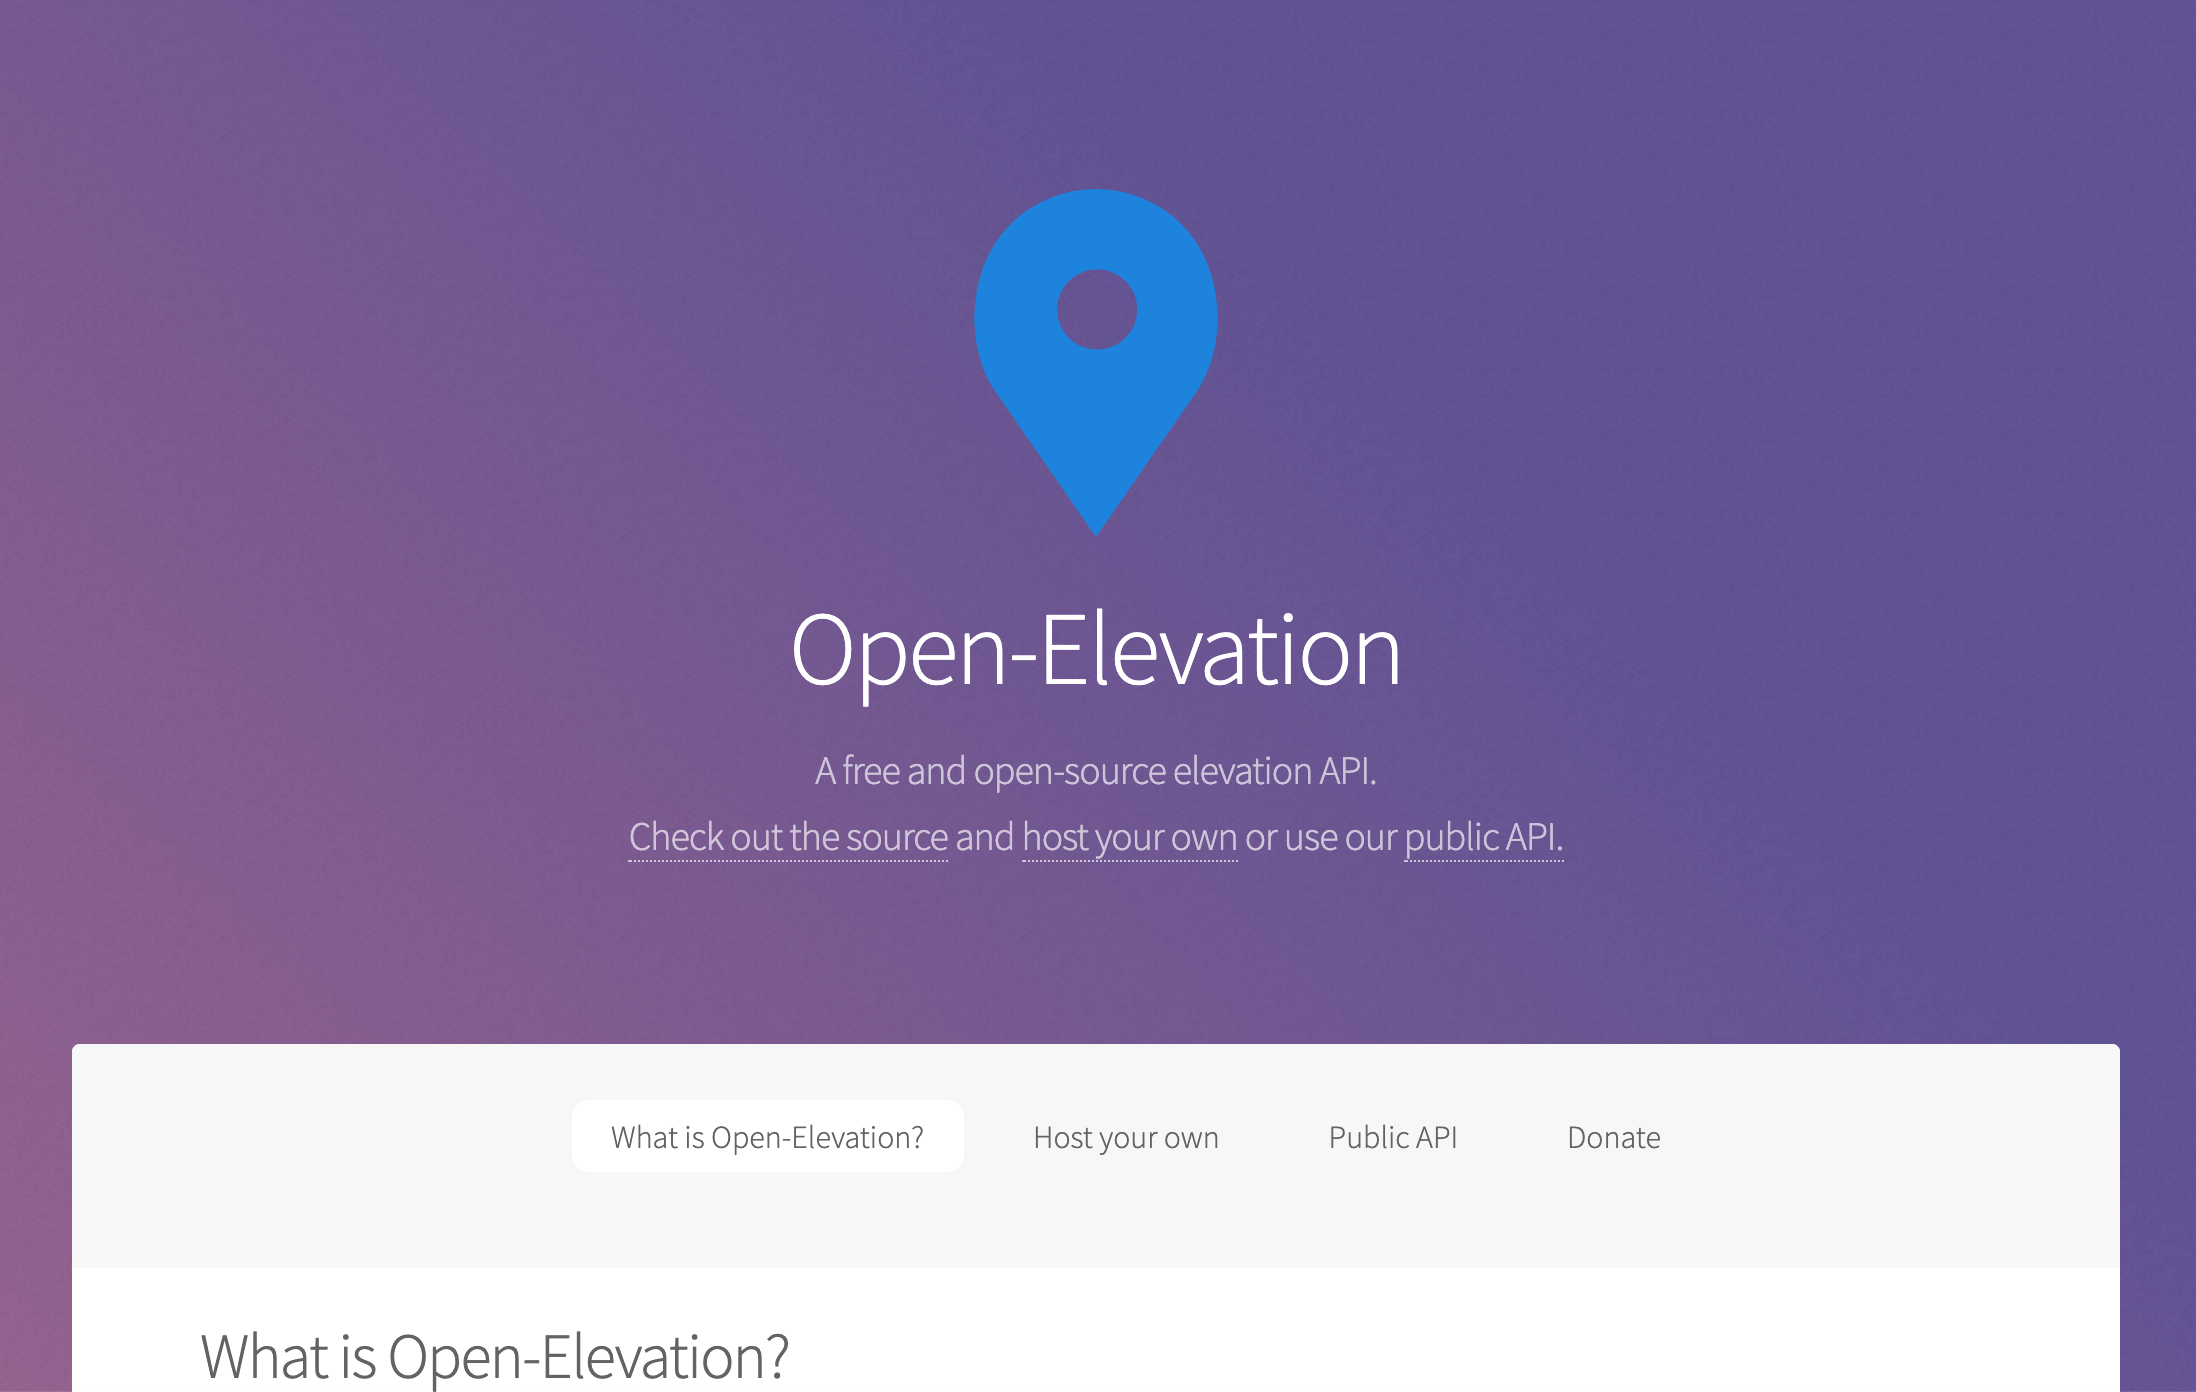 Open-Elevation
A free and open-source elevation API.
Check out the source and host your own or use our public API.
What is Open-Elevation?
Host your own
Public API
Donate
What is Open-Elevation?